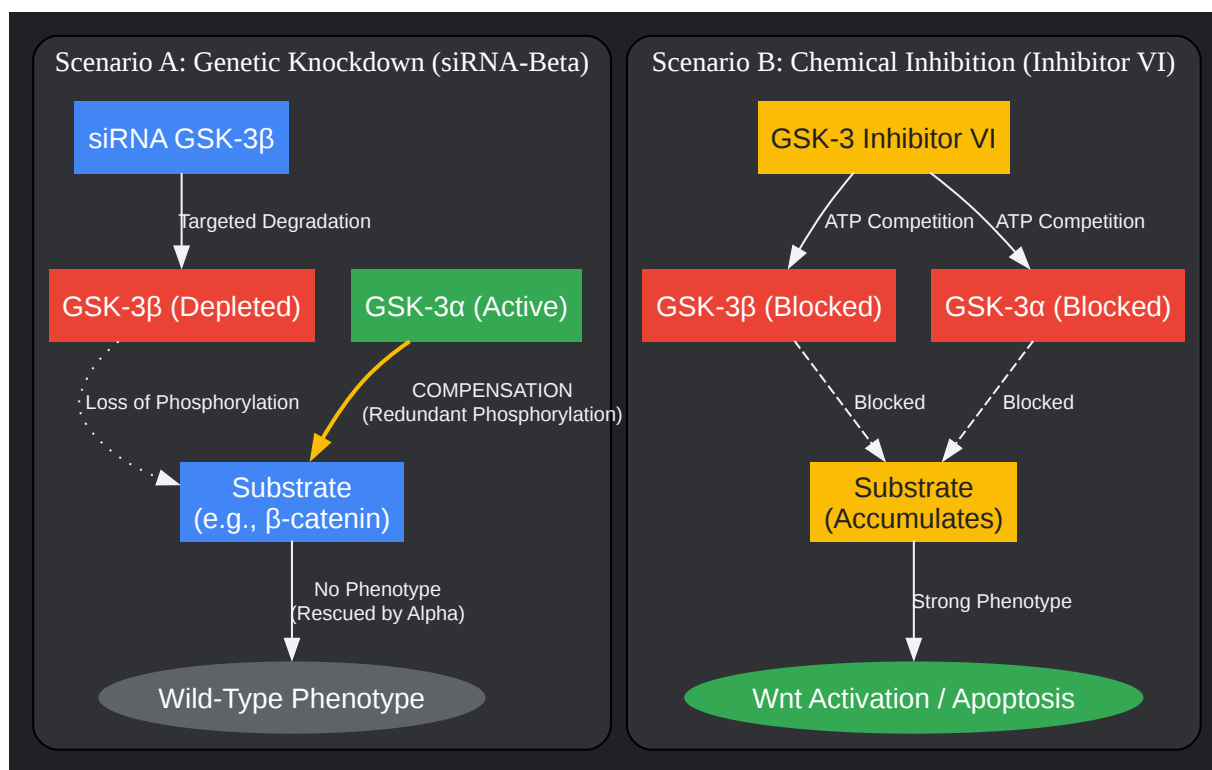 Scenario A: Genetic Knockdown (siRNA-Beta)
siRNA GSK-3β
Targeted Degradation
GSK-3β (Depleted)
GSK-3α (Active)
Loss of Phosphorylation
COMPENSATION
(Redundant Phosphorylation)
Substrate
(e.g., β-catenin)
No Phenotype
(Rescued by Alpha)
Wild-Type Phenotype
Scenario B: Chemical Inhibition (Inhibitor VI)
GSK-3 Inhibitor VI
ATP Competition
ATP Competition
GSK-3β (Blocked)
GSK-3α (Blocked)
Blocked
Blocked
Substrate
(Accumulates)
Strong Phenotype
Wnt Activation / Apoptosis